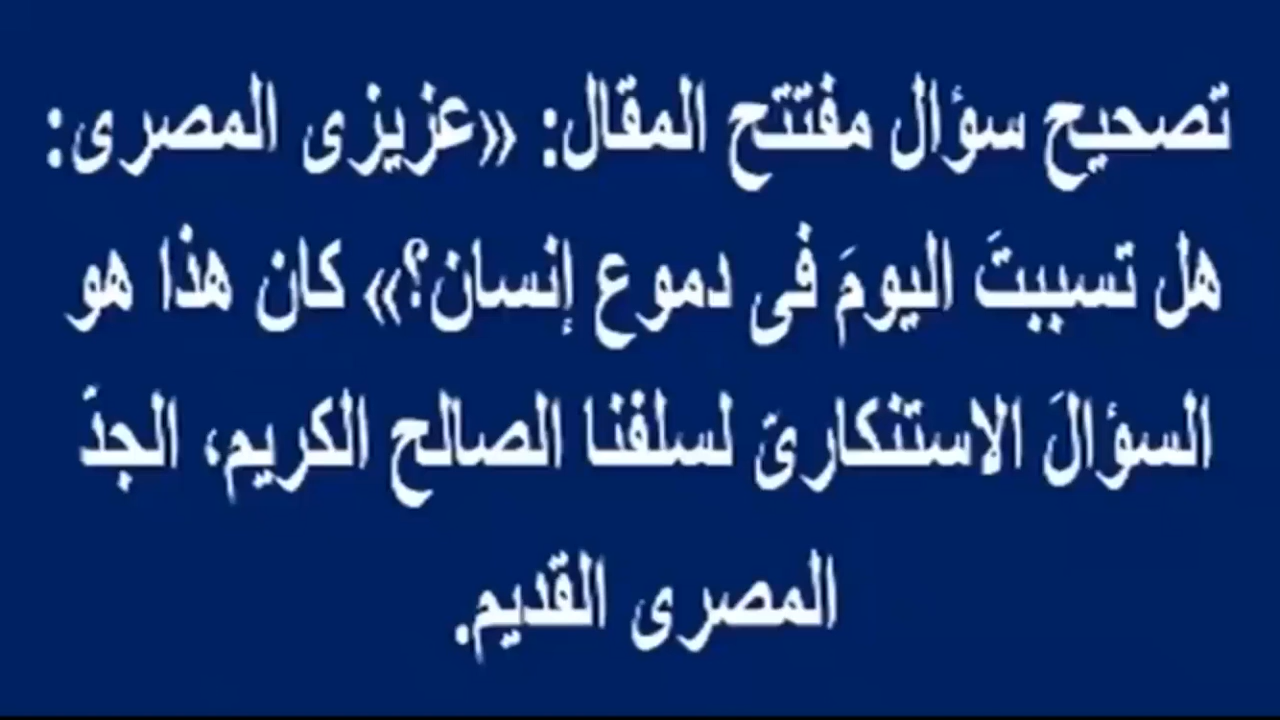 تصحيح سؤال مفتتح المقال: «عزيزى المصرى:
هل تسببتَ اليومَ فى دموع إنسان؟» كان هذا هو
السؤالَ الاستنكارىّ لسلفنا الصالح الكريم، الجدّ
المصرى القديم.